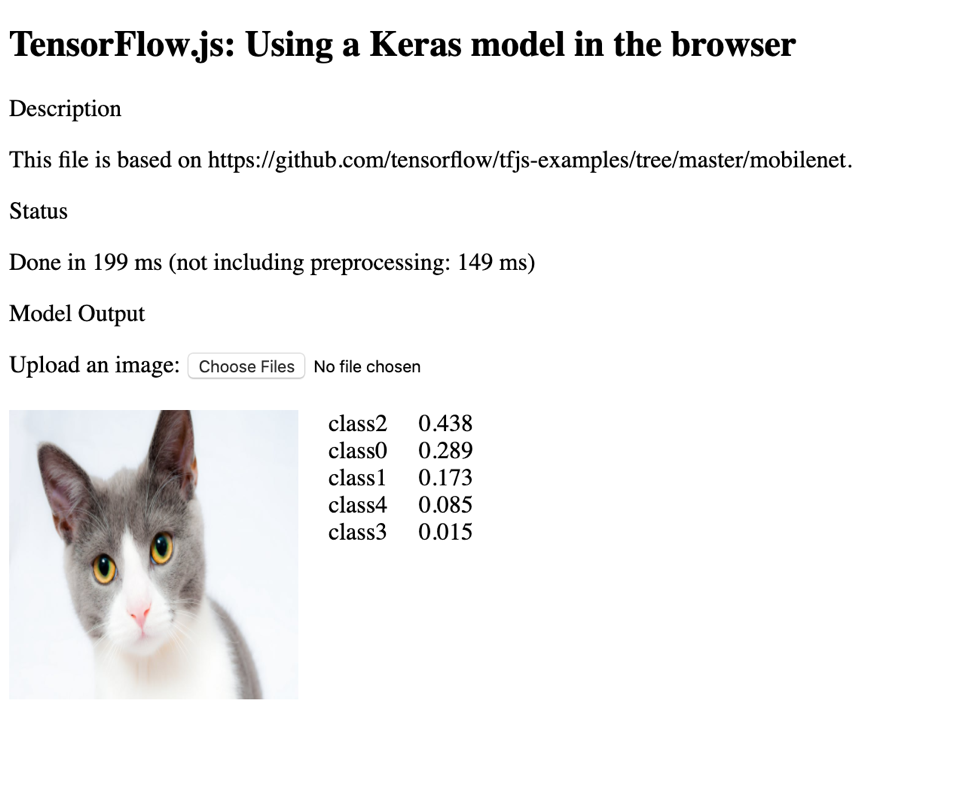 TensorFlow.js: Using a Keras model in the browser
Description
This file is based on https://github.com/tensorflow/tfjs-examples/tree/master/mobilenet.
Status
Done in 199 ms (not including preprocessing: 149 ms)
Model Output
Upload an image: Choose Files No file chosen
class2 0.438
class0 0.289
class1 0.173
class4 0.085
class3 0.015